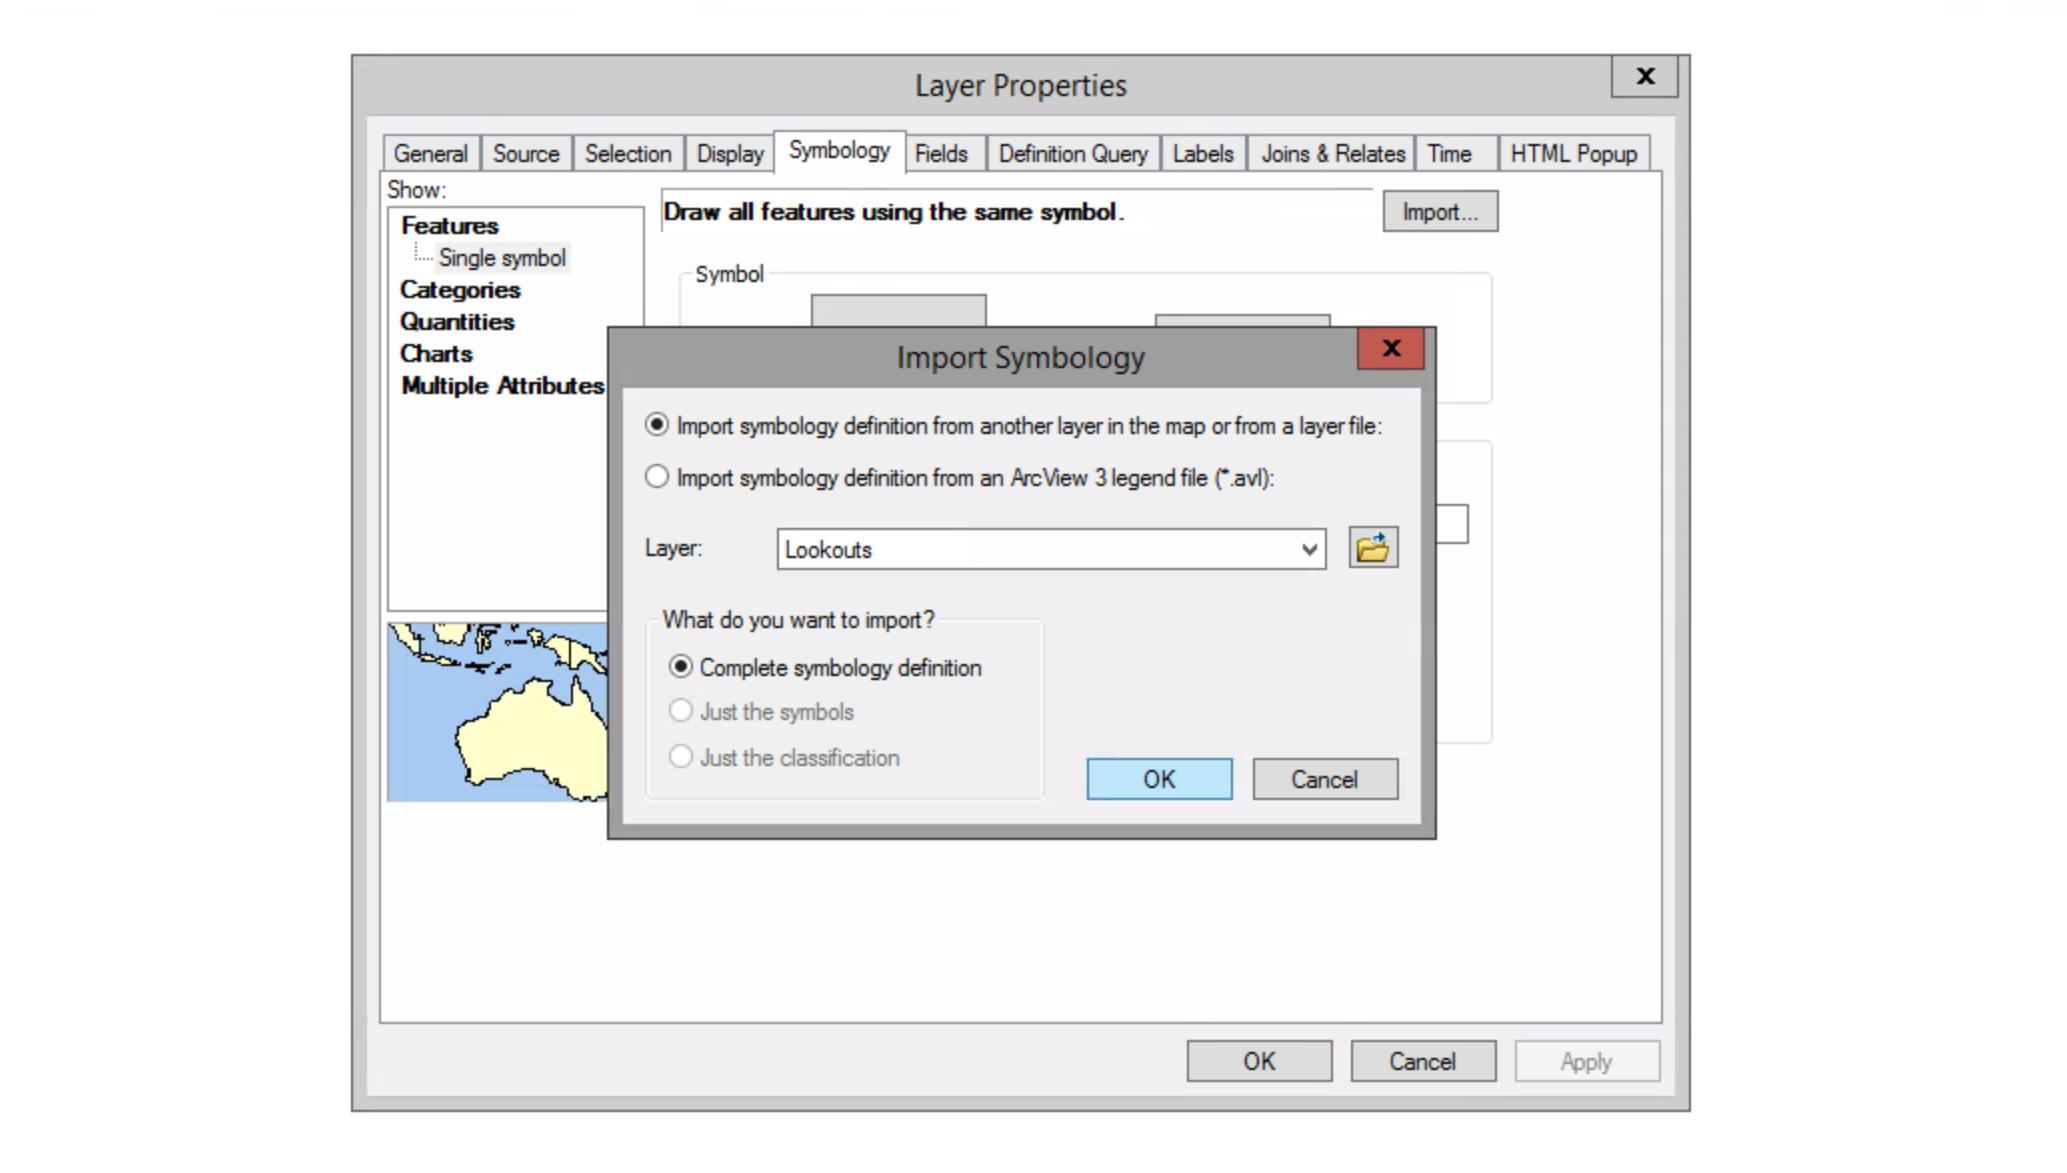 Layer Properties
x
General Source Selection Display Symbology Fields Definition Query Labels Joins & Relates Time HTML Popup
Show:
Features
Single symbol
Categories
Quantities
Charts
Multiple Attributes
Draw all features using the same symbol.
Import...
Symbol
Import Symbology
x
Import symbology definition from another layer in the map or from a layer file:
Import symbology definition from an ArcView 3 legend file (*.avl):
Layer:
Lookouts
What do you want to import?
Complete symbology definition
Just the symbols
Just the classification
OK Cancel
OK Cancel Apply